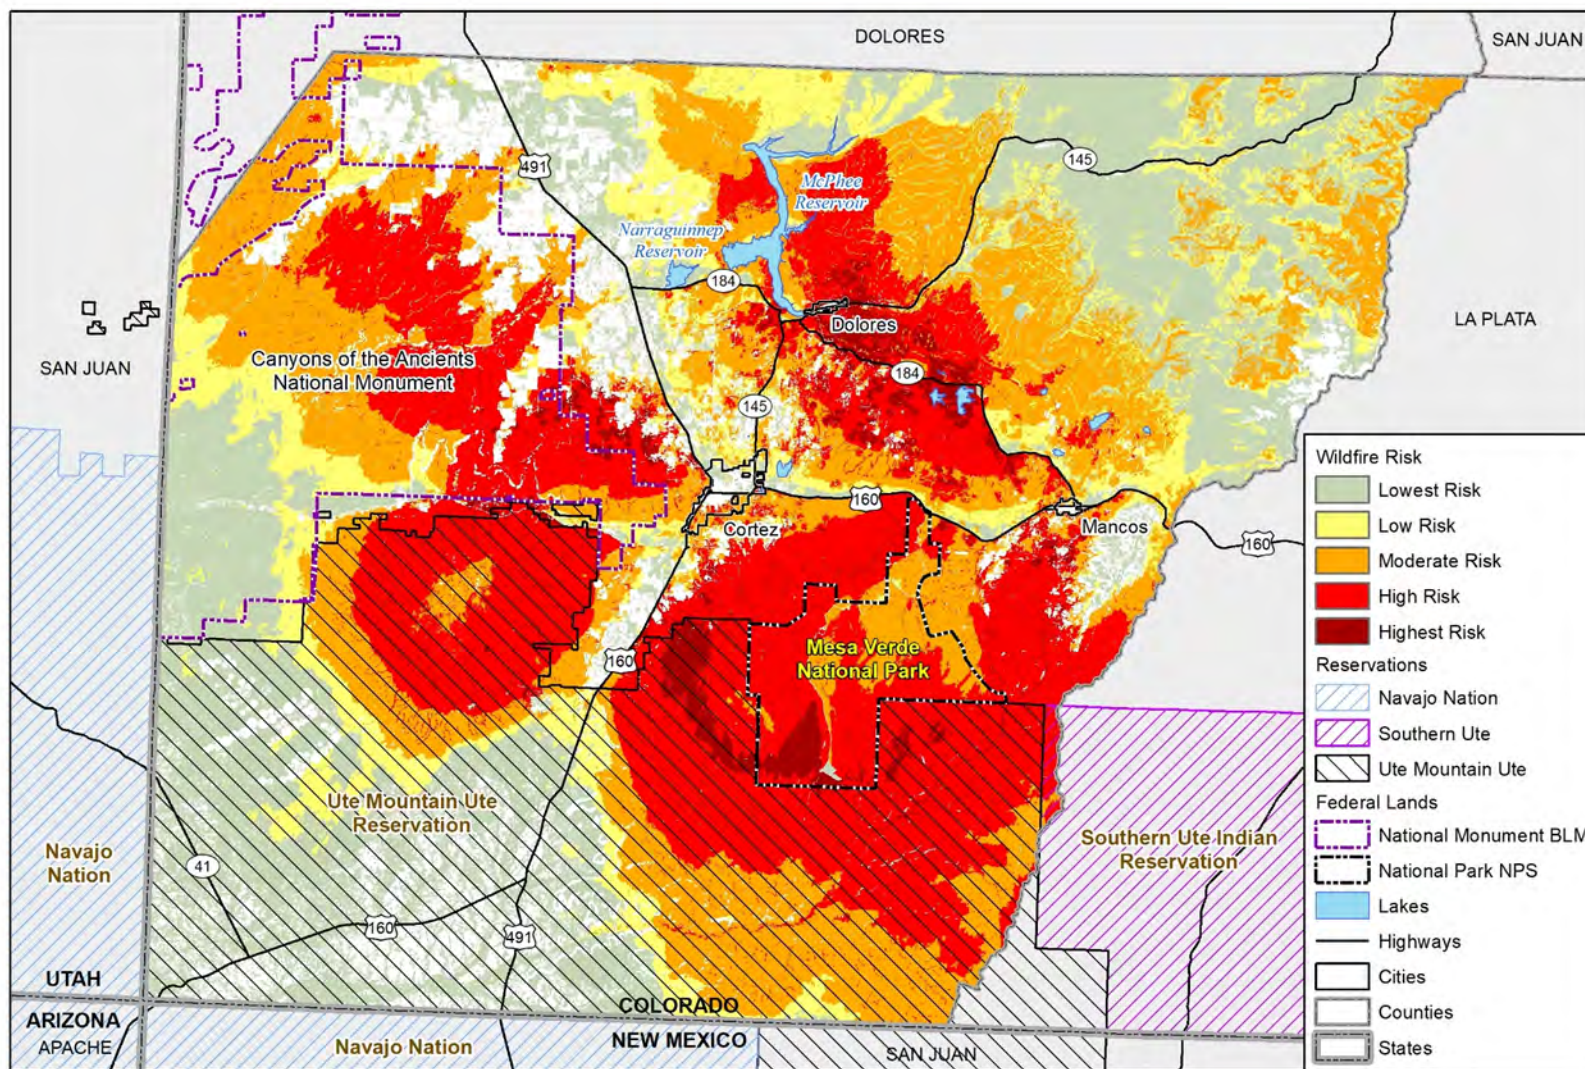 DOLORES
SAN JUAN
491
145
McPhee
Reservoir
Narraguinnep
Reservoir
184
Dolores
LA PLATA
SAN JUAN
Canyons of the Ancients
National Monument
184
145
160
Cortez
Mancos
160
160
Mesa Verde
National Park
Ute Mountain Ute
Reservation
Navajo
Nation
41
160
491
Southern Ute Indian
Reservation
UTAH
COLORADO
ARIZONA
APACHE
NEW MEXICO
Navajo Nation
SAN JUAN
Wildfire Risk
Lowest Risk
Low Risk
Moderate Risk
High Risk
Highest Risk
Reservations
Navajo Nation
Southern Ute
Ute Mountain Ute
Federal Lands
National Monument BLM
National Park NPS
Lakes
Highways
Cities
Counties
States